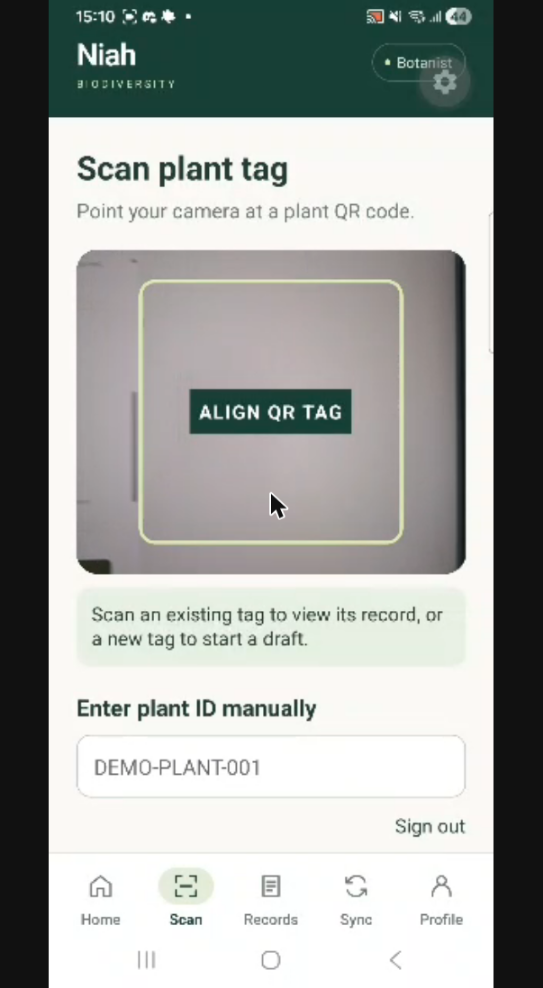 15:10
44
Niah
Botanist
BIODIVERSITY
Scan plant tag
Point your camera at a plant QR code.
ALIGN QR TAG
Scan an existing tag to view its record, or
a new tag to start a draft.
Enter plant ID manually
DEMO-PLANT-001
Sign out
Home Scan Records Sync Profile